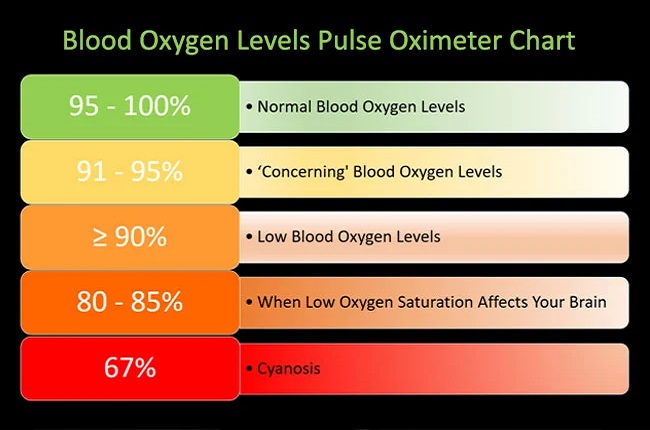 Blood Oxygen Levels Pulse Oximeter Chart
95 - 100%
• Normal Blood Oxygen Levels
91 - 95%
• ‘Concerning' Blood Oxygen Levels
≥ 90%
• Low Blood Oxygen Levels
80 - 85%
• When Low Oxygen Saturation Affects Your Brain
67%
• Cyanosis